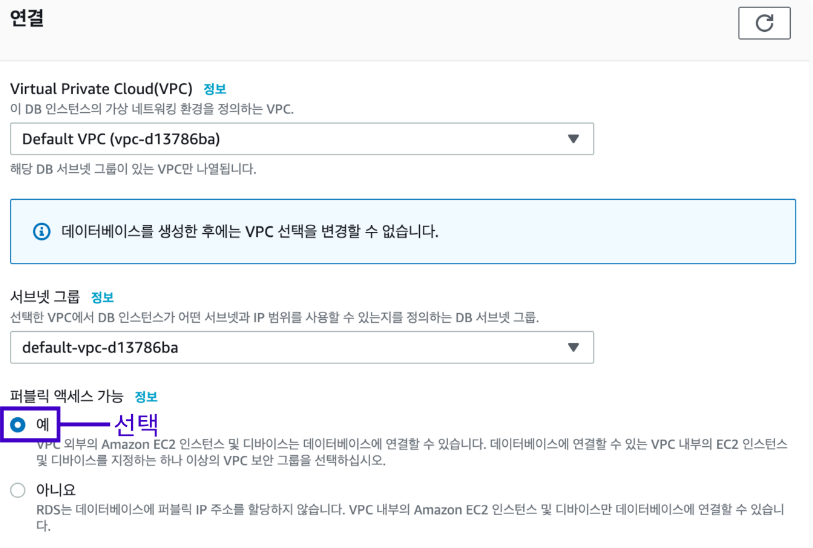 연결
Virtual Private Cloud(VPC) 정보
이 DB 인스턴스의 가상 네트워킹 환경을 정의하는 VPC.
Default VPC (vpc-d13786ba)
해당 DB 서브넷 그룹이 있는 VPC만 나열됩니다.
데이터베이스를 생성한 후에는 VPC 선택을 변경할 수 없습니다.
서브넷 그룹 정보
선택한 VPC에서 DB 인스턴스가 어떤 서브넷과 IP 범위를 사용할 수 있는지를 정의하는 DB 서브넷 그룹.
default-vpc-d13786ba
퍼블릭 액세스 가능 정보
예 선택
VPC 외부의 Amazon EC2 인스턴스 및 디바이스는 데이터베이스에 연결할 수 있습니다. 데이터베이스에 연결할 수 있는 VPC 내부의 EC2 인스턴스
및 디바이스를 지정하는 하나 이상의 VPC 보안 그룹을 선택하십시오.
아니요
RDS는 데이터베이스에 퍼블릭 IP 주소를 할당하지 않습니다. VPC 내부의 Amazon EC2 인스턴스 및 디바이스만 데이터베이스에 연결할 수 있습니
다.